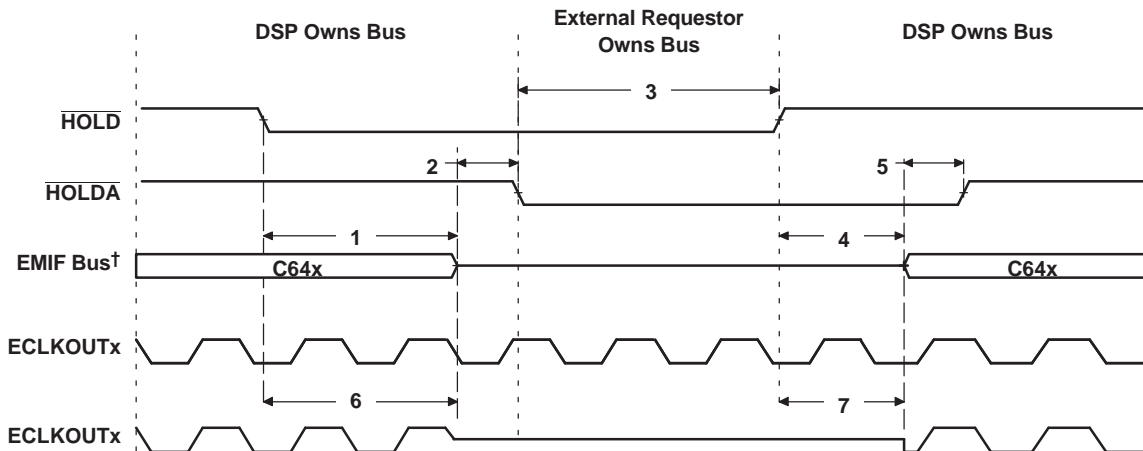 DSP Owns Bus
External Requestor
Owns Bus
DSP Owns Bus
3
HOLD
2
5
HOLDA
1
4
EMIF Bus†
C64x
C64x
ECLKOUTx
6
7
ECLKOUTx